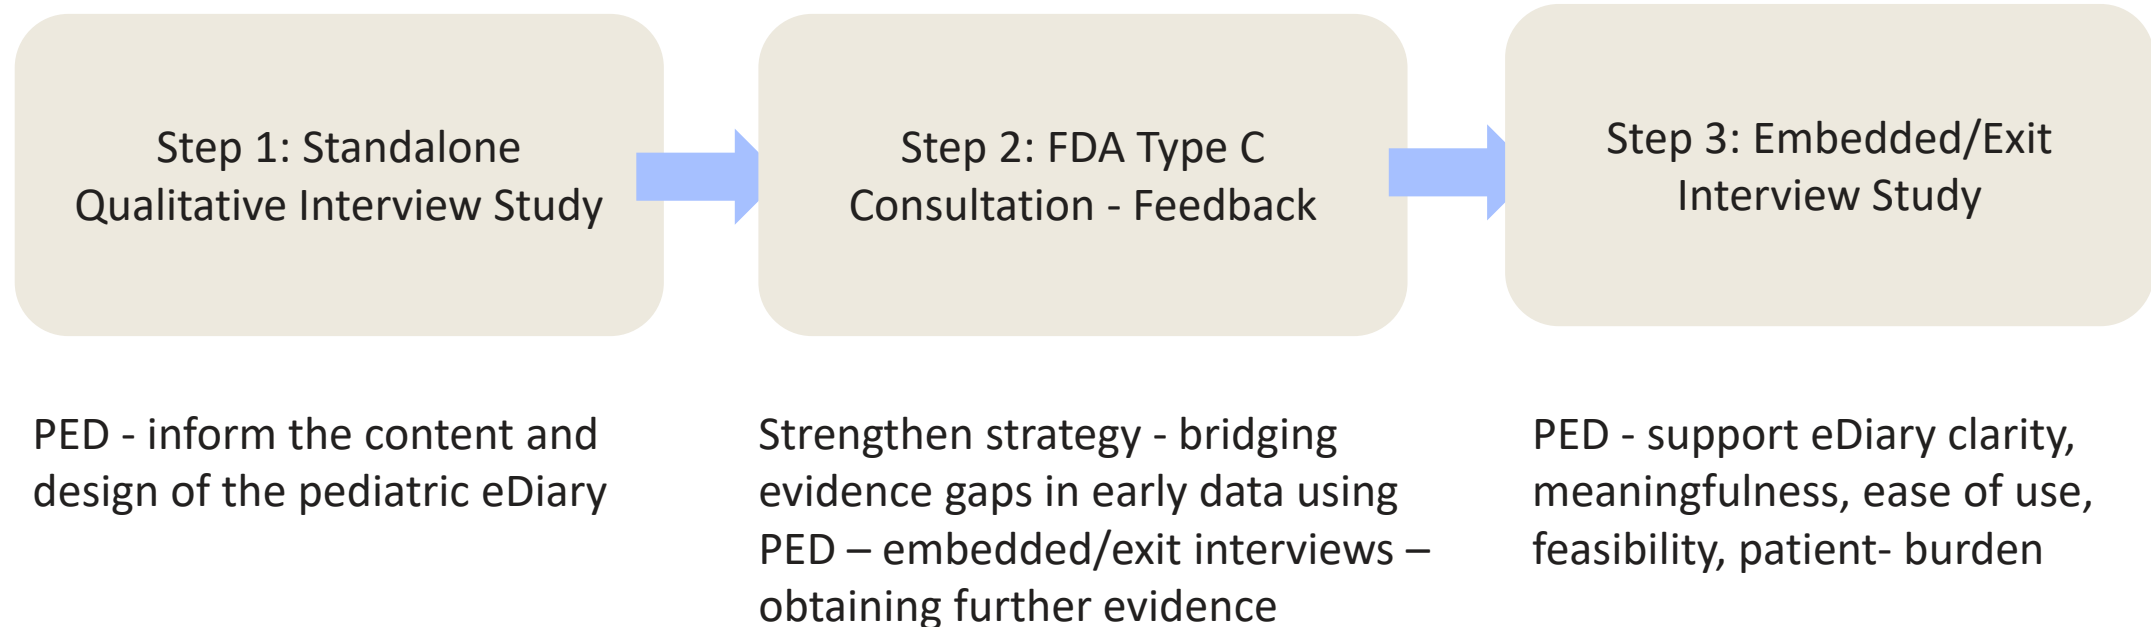 Step 1: Standalone
Qualitative Interview Study
Step 2: FDA Type C
Consultation - Feedback
Step 3: Embedded/Exit
Interview Study
PED - inform the content and
design of the pediatric eDiary
Strengthen strategy - bridging
evidence gaps in early data using
PED – embedded/exit interviews –
obtaining further evidence
PED - support eDiary clarity,
meaningfulness, ease of use,
feasibility, patient- burden